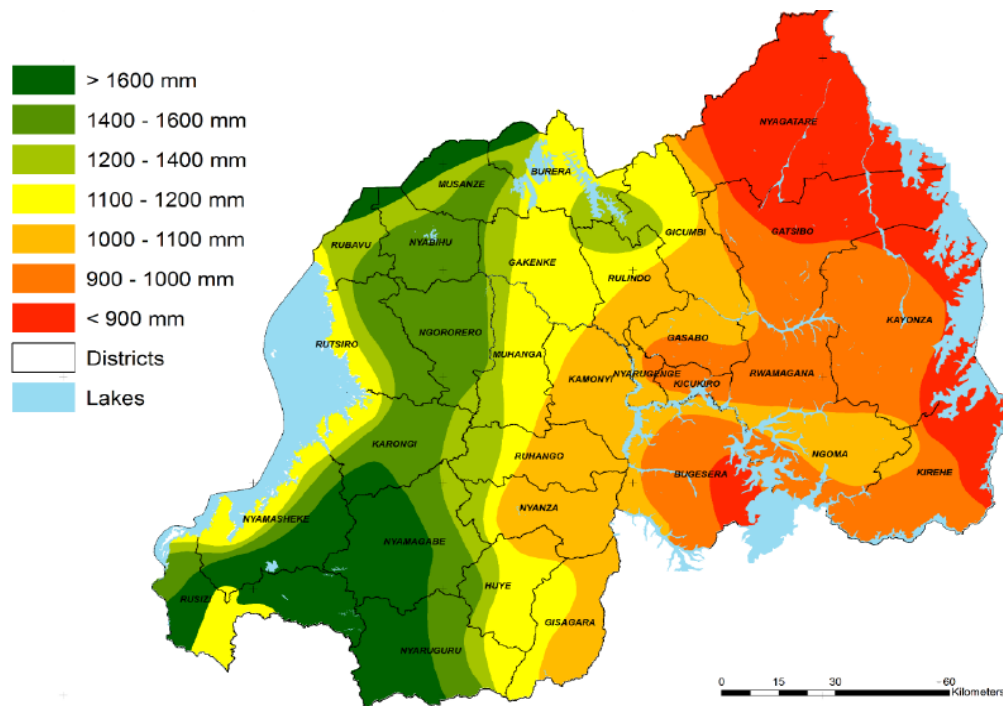 > 1600 mm
1400 - 1600 mm
1200 - 1400 mm
1100 - 1200 mm
1000 - 1100 mm
900 - 1000 mm
< 900 mm
Districts
Lakes
NYAGATARE
BURERA
MUSANZE
RUBAVU
NYABIHU
GICUMBI
GATSIBO
GAKENKE
RULINDO
KAYONZA
NGORORERO
RUTSIRO
GASABO
MUHANGA
KAMONYI
NYARUGENGE
KICUKIRO
RWAMAGANA
KARONGI
RUHANGO
NGOMA
BUGESERA
KIREHE
NYANZA
NYAMASHEKE
NYAMAGABE
HUYE
RUSIZI
GISAGARA
NYARUGURU
0 15 30 60
Kilometers